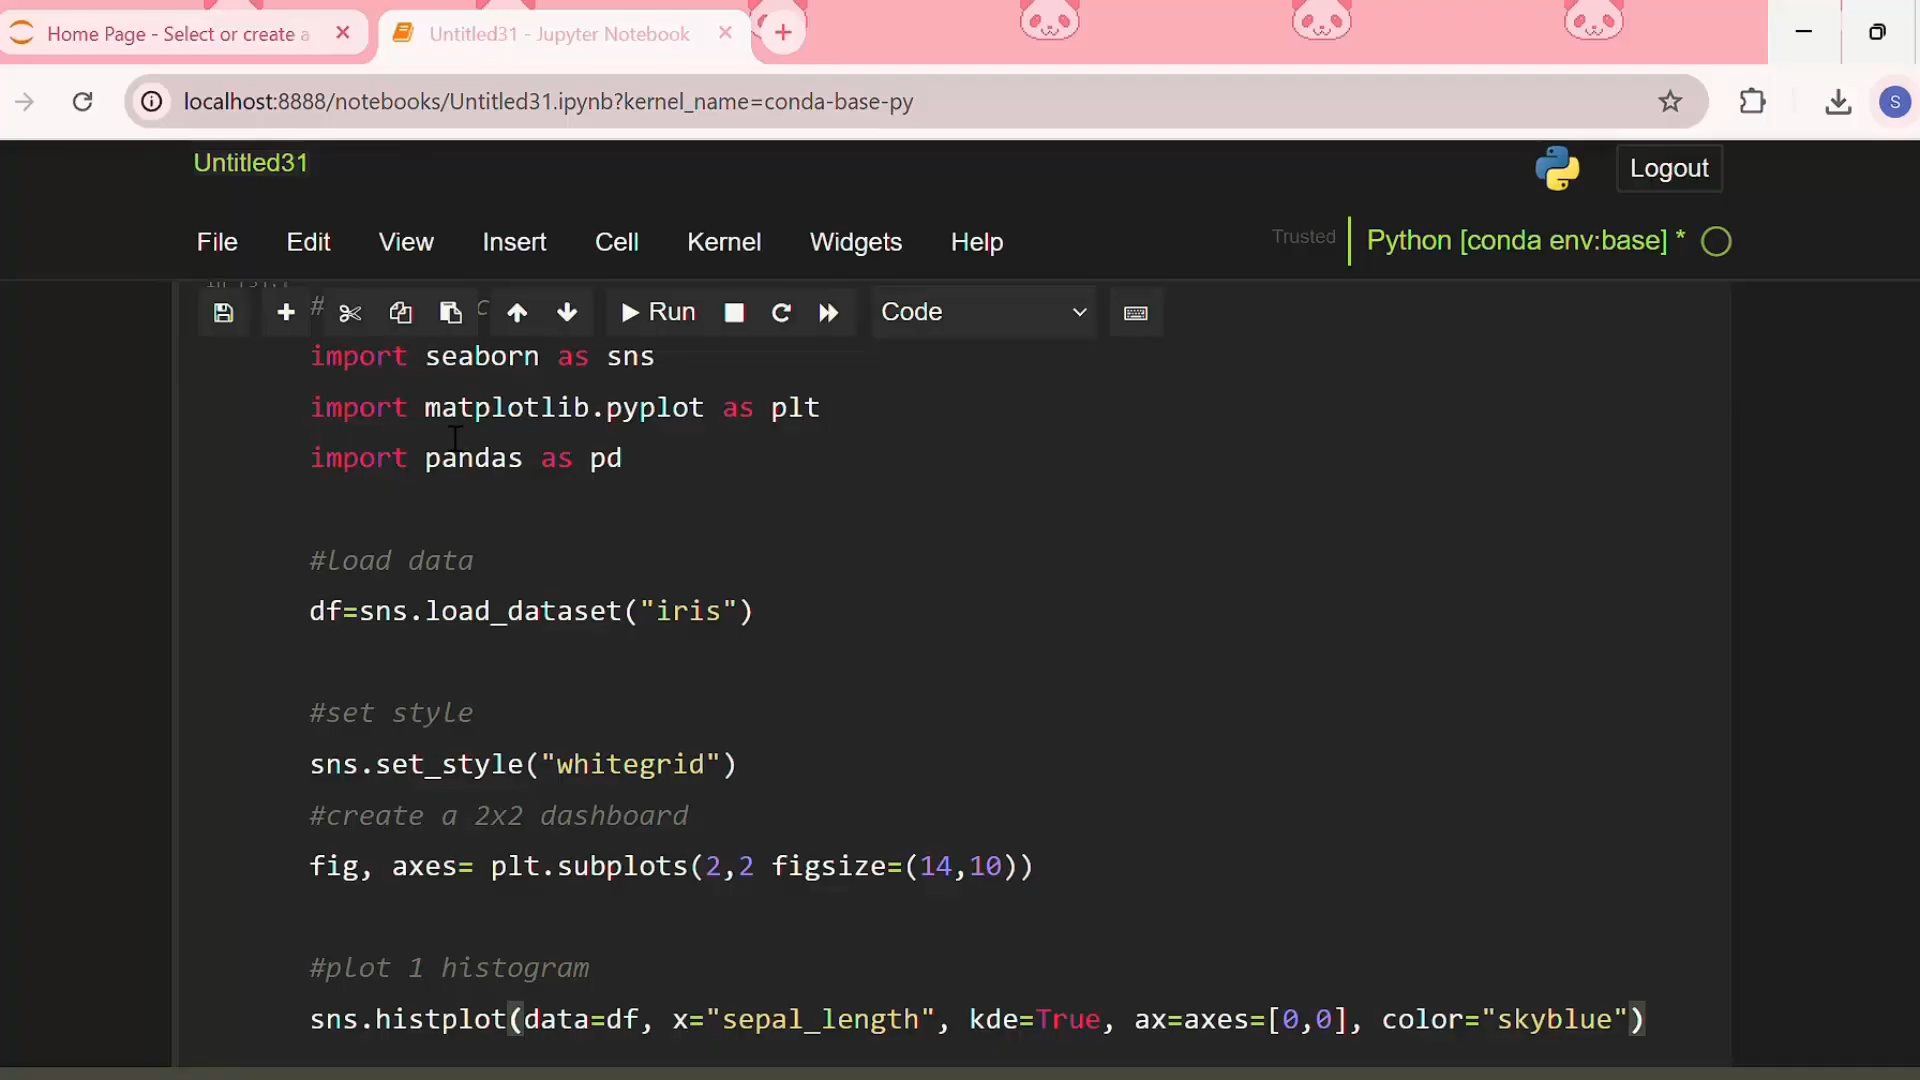 Home Page - Select or create a
Untitled31 - Jupyter Notebook
localhost:8888/notebooks/Untitled31.ipynb?kernel_name=conda-base-py
S
Untitled31
Logout
File Edit View Insert Cell Kernel Widgets Help
Trusted
Python [conda env:base] *
Run
Code
#
import seaborn as sns
import matplotlib.pyplot as plt
import pandas as pd
#load data
df=sns.load_dataset("iris")
#set style
sns.set_style("whitegrid")
#create a 2x2 dashboard
fig, axes= plt.subplots(2,2 figsize=(14,10))
#plot 1 histogram
sns.histplot(data=df, x="sepal_length", kde=True, ax=axes=[0,0], color="skyblue")